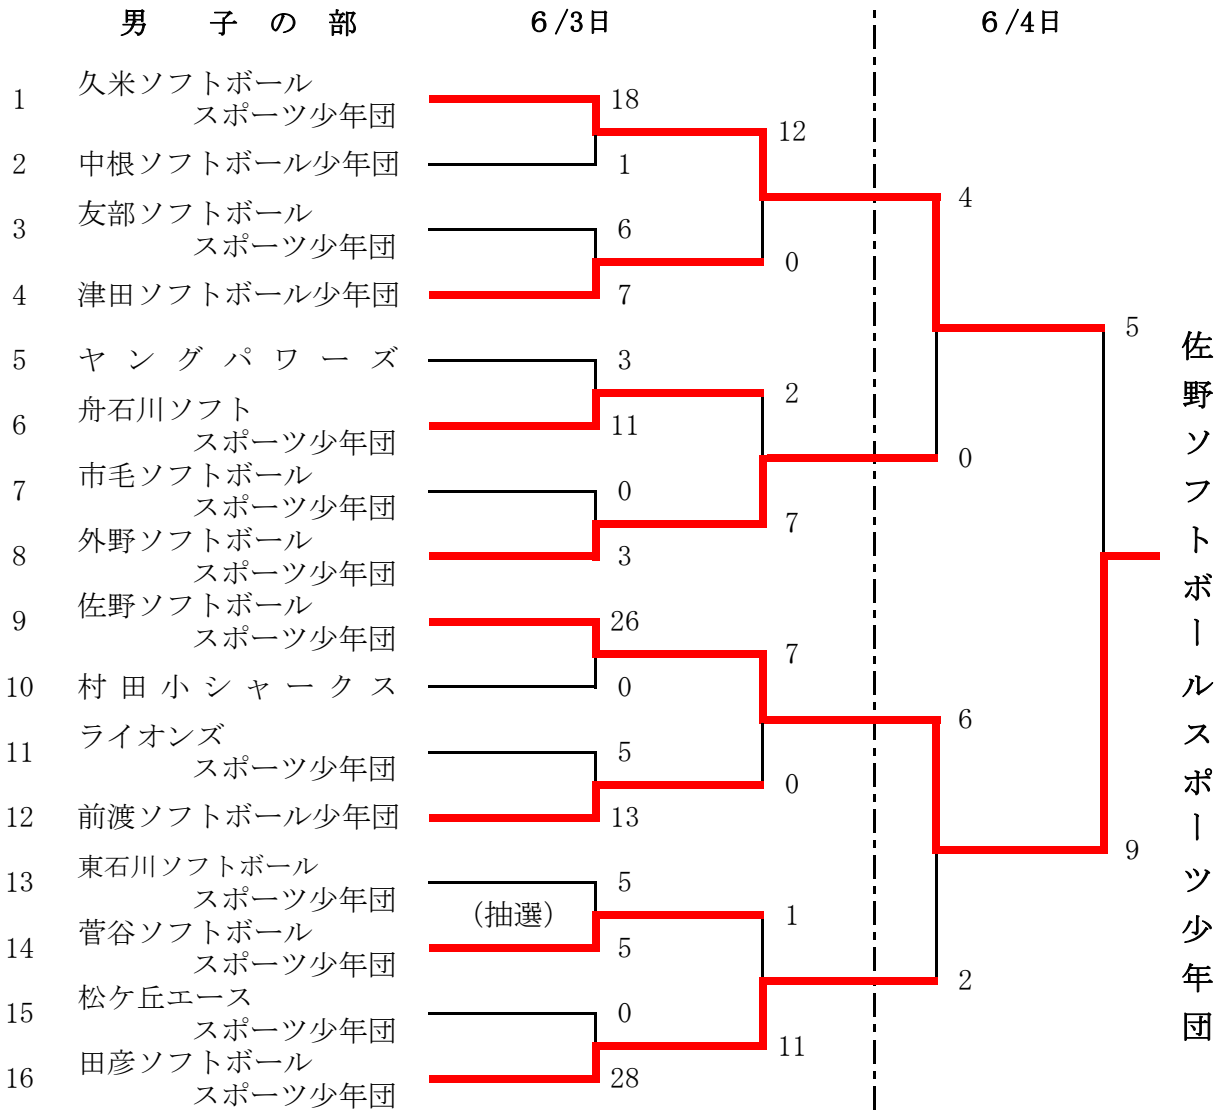 男 子 の 部 6/3日 6/4日
1 久米ソフトボール
スポーツ少年団 18
12
2 中根ソフトボール少年団 1
4
3 友部ソフトボール
スポーツ少年団 6
0
4 津田ソフトボール少年団 7
5
5 ヤングパワーズ 3
2
6 舟石川ソフト
スポーツ少年団 11
0
7 市毛ソフトボール
スポーツ少年団 0
7
8 外野ソフトボール
スポーツ少年団 3
9 佐野ソフトボール
スポーツ少年団 26
7
10 村田小シャークス 0
6
11 ライオンズ
スポーツ少年団 5
0
12 前渡ソフトボール少年団 13
9
13 東石川ソフトボール
スポーツ少年団 5
(抽選) 1
14 菅谷ソフトボール
スポーツ少年団 5
2
15 松ケ丘エース
スポーツ少年団 0
11
16 田彦ソフトボール
スポーツ少年団 28
佐野ソフトボールスポーツ少年団